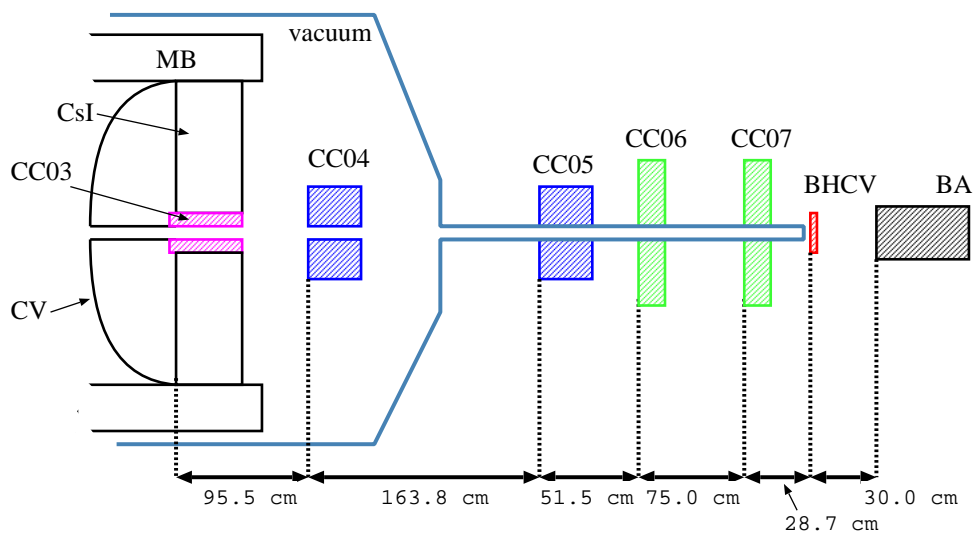 vacuum
MB
CsI
CC03
CC04
CC05
CC06
CC07
BHCV
BA
CV
95.5 cm
163.8 cm
51.5 cm
75.0 cm
28.7 cm
30.0 cm